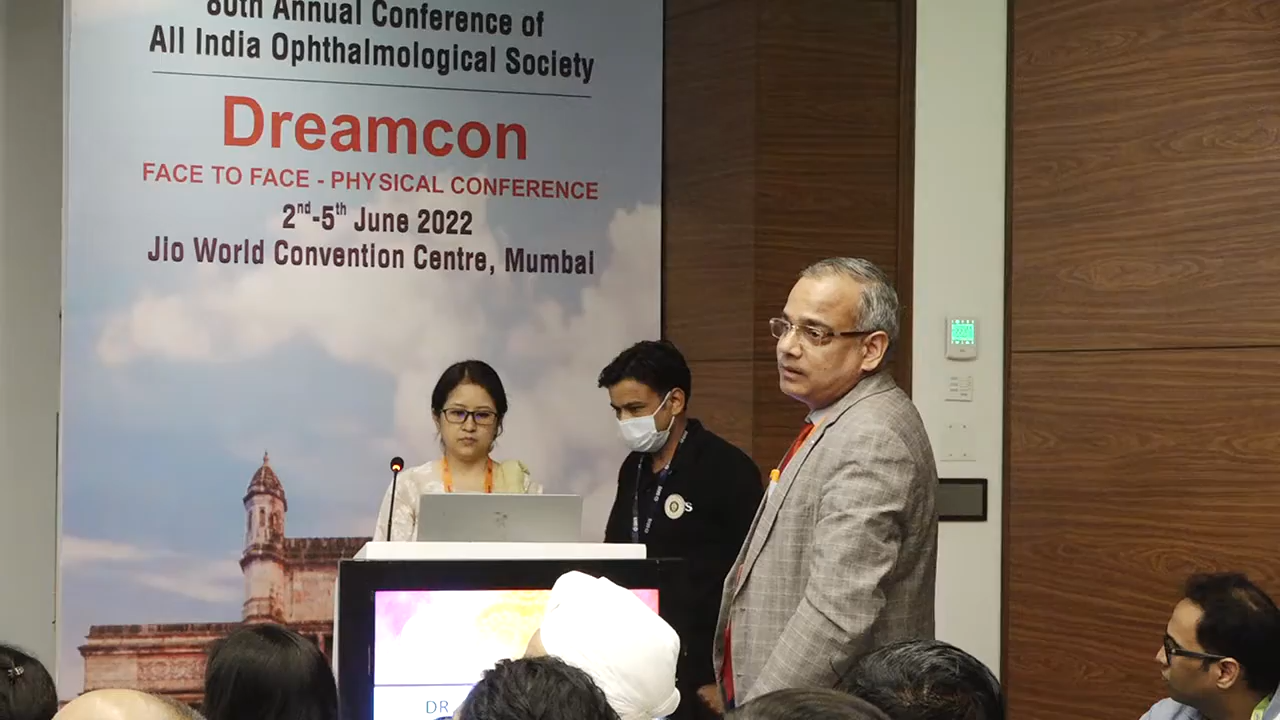 80th Annual Conference of
All India Ophthalmological Society
Dreamcon
FACE TO FACE - PHYSICAL CONFERENCE
2nd-5th June 2022
Jio World Convention Centre, Mumbai
DR